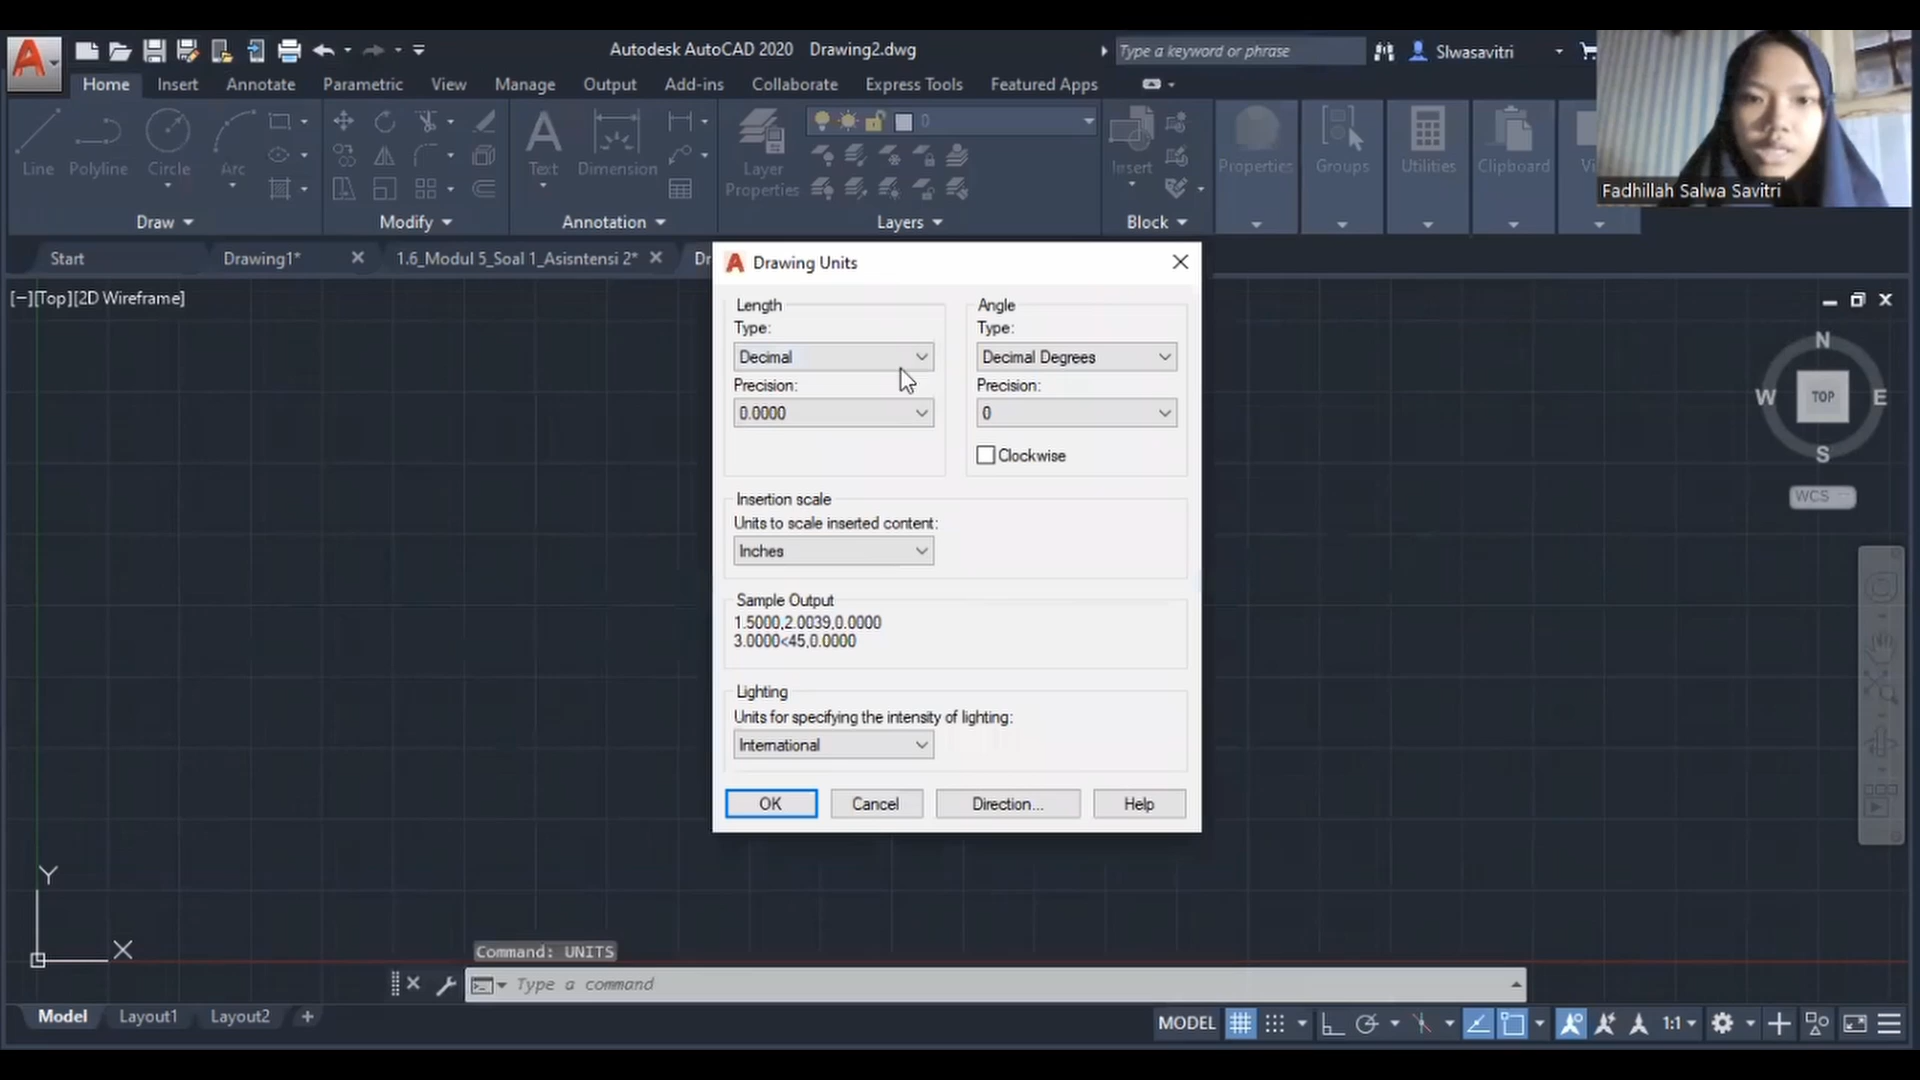 Autodesk AutoCAD 2020 Drawing2.dwg
Type a keyword or phrase
Slwasavitri
Home Insert Annotate Parametric View Manage Output Add-ins Collaborate Express Tools Featured Apps
Line Polyline Circle Arc
Text Dimension
Layer Properties
0
Insert
Properties Groups Utilities Clipboard
Fadhillah Salwa Savitri
Draw Modify Annotation Layers Block
Start Drawing1* 1.6_Modul 5_Soal 1_Asisntensi 2*
[−][Top][2D Wireframe]
Drawing Units
Length
Type:
Decimal
Precision:
0.0000
Angle
Type:
Decimal Degrees
Precision:
0
Clockwise
Insertion scale
Units to scale inserted content:
Inches
Sample Output
1.5000,2.0039,0.0000
3.0000<45,0.0000
Lighting
Units for specifying the intensity of lighting:
International
OK Cancel Direction... Help
N
W TOP E
S
WCS
Y
X
Command: UNITS
Type a command
Model Layout1 Layout2 +
MODEL 1:1